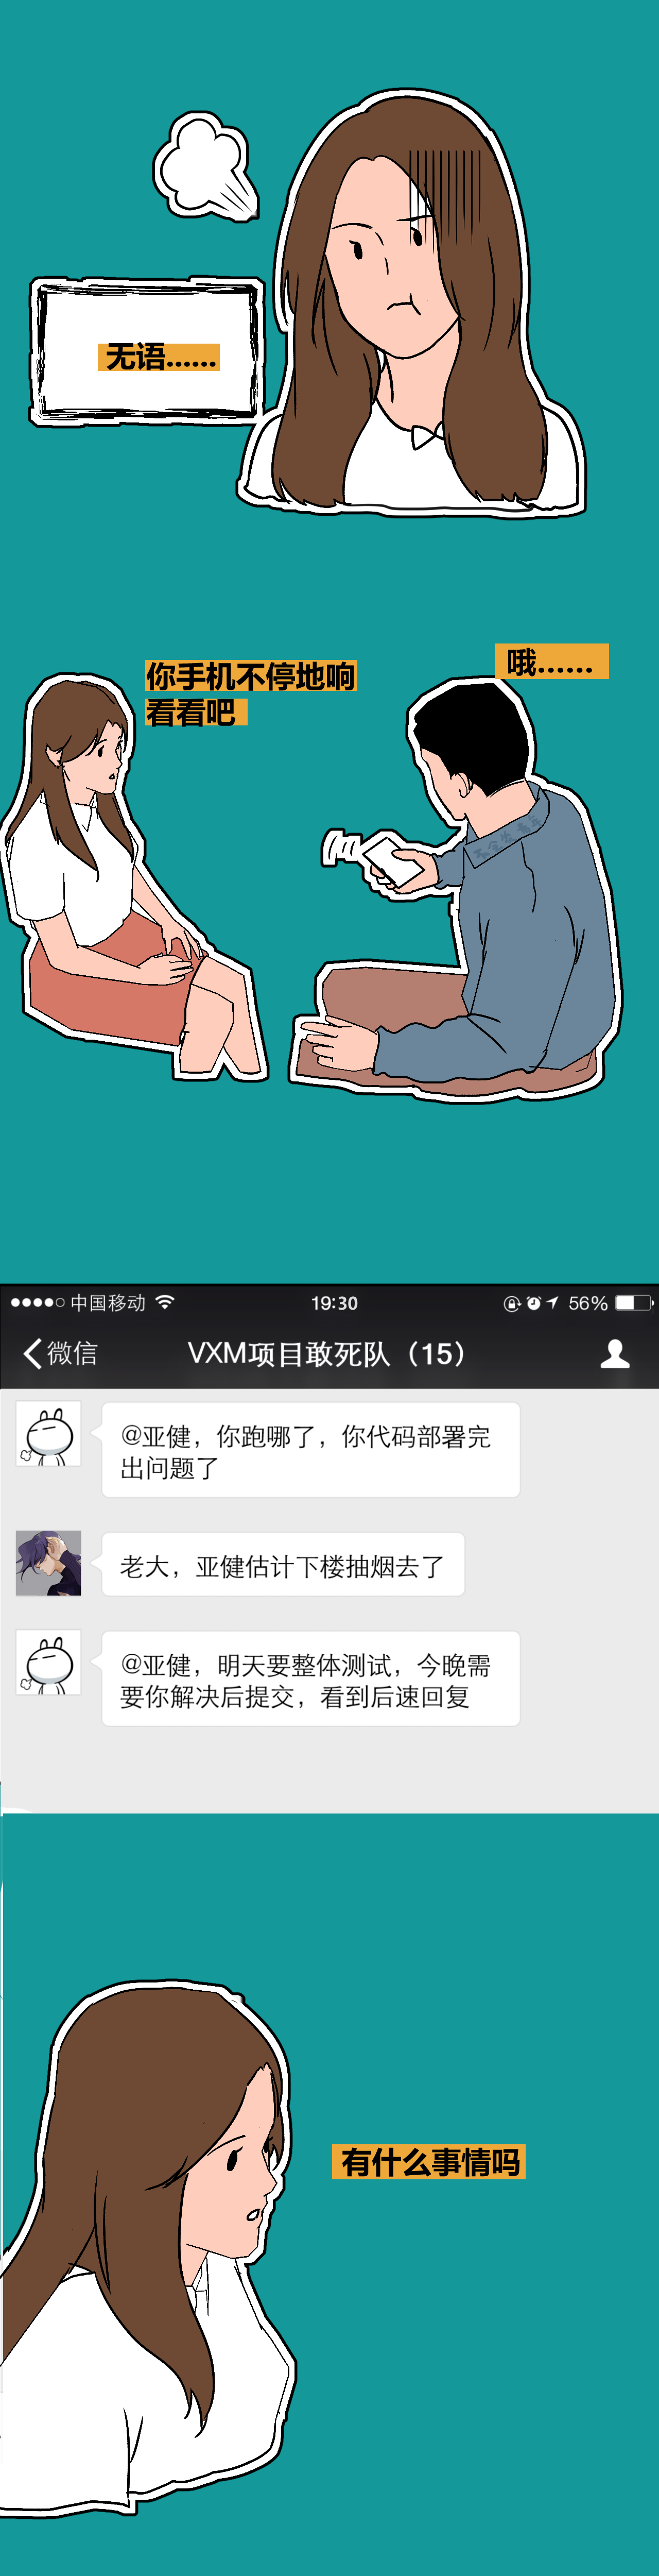 无语......
哦......
你手机不停地响
看看吧
中国移动
19:30
56%
微信
VXM项目敢死队（15）
@亚健，你跑哪了，你代码部署完
出问题了
老大，亚健估计下楼抽烟去了
@亚健，明天要整体测试，今晚需
要你解决后提交，看到后速回复
有什么事情吗